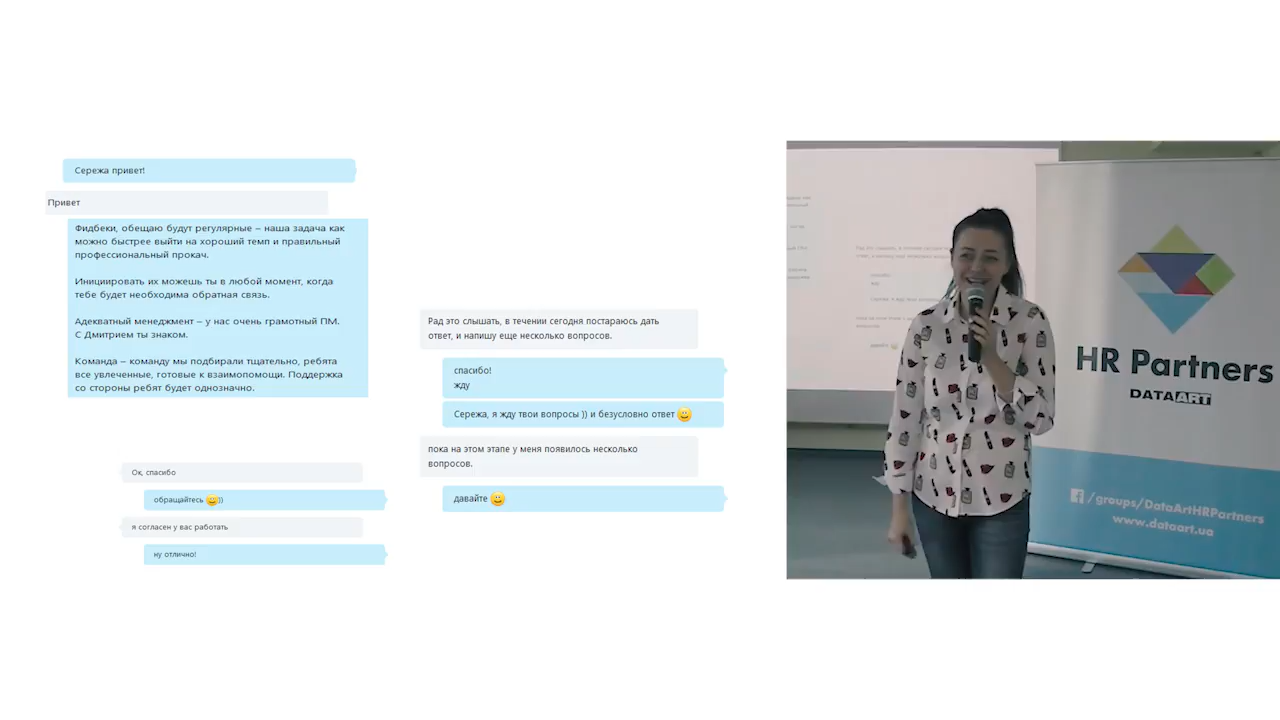 Сережа привет!
Привет
Фидбеки, обещаю будут регулярные – наша задача как
можно быстрее выйти на хороший темп и правильный
профессиональный прокач.
Инициировать их можешь ты в любой момент, когда
тебе будет необходима обратная связь.
Адекватный менеджмент – у нас очень грамотный ПМ.
С Дмитрием ты знаком.
Команда – команду мы подбирали тщательно, ребята
все увлеченные, готовые к взаимопомощи. Поддержка
со стороны ребят будет однозначно.
Ок, спасибо
обращайтесь ))
я согласен у вас работать
ну отлично!
Рад это слышать, в течении сегодня постараюсь дать
ответ, и напишу еще несколько вопросов.
спасибо!
жду
Сережа, я жду твои вопросы )) и безусловно ответ
пока на этом этапе у меня появилось несколько
вопросов.
давайте
HR Partners
DATAART
/groups/DataArtHRPartners
www.dataart.ua